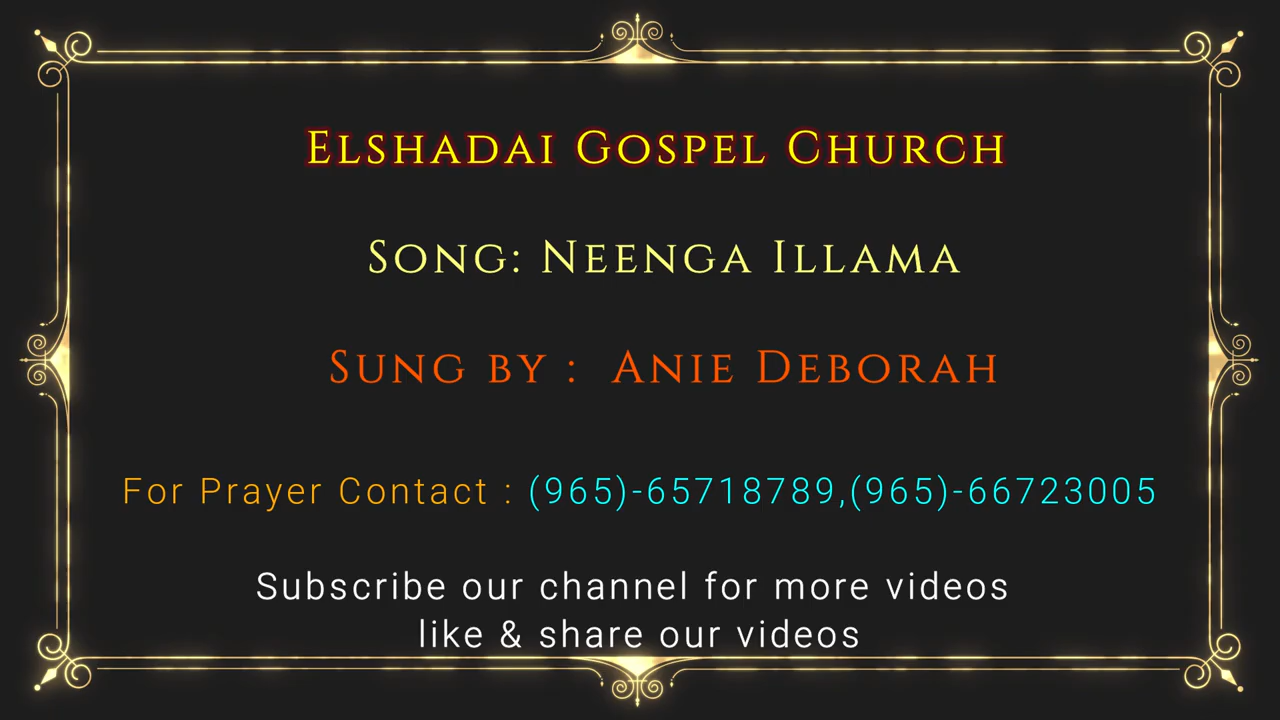 Elshadai Gospel Church
Song: Neenga Illama
Sung by : Anie Deborah
For Prayer Contact : (965)-65718789,(965)-66723005
Subscribe our channel for more videos
like & share our videos